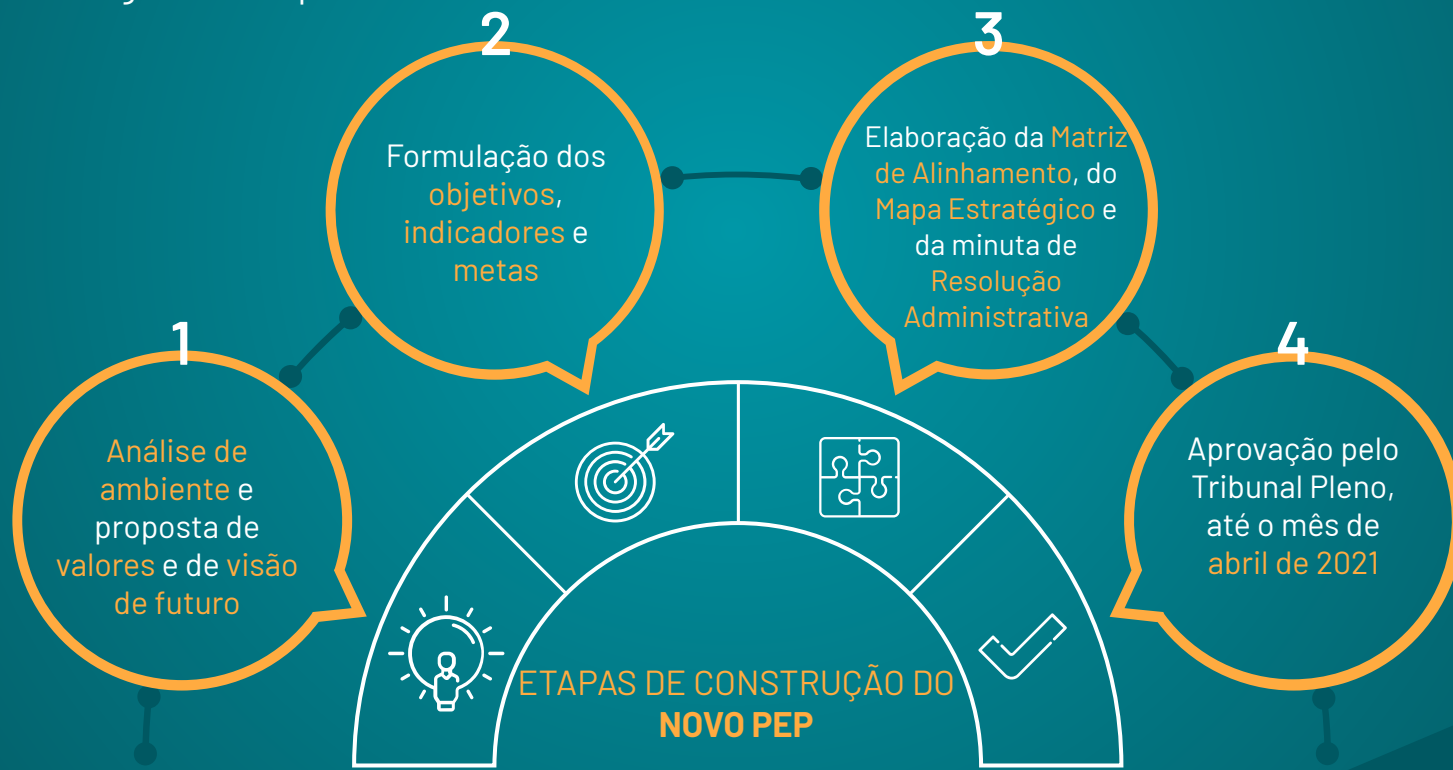 1
Análise de
ambiente e
proposta de
valores e de visão
de futuro
2
Formulação dos
objetivos,
indicadores e
metas
3
Elaboração da Matriz
de Alinhamento, do
Mapa Estratégico e
da minuta de
Resolução
Administrativa
4
Aprovação pelo
Tribunal Pleno,
até o mês de
abril de 2021
ETAPAS DE CONSTRUÇÃO DO
NOVO PEP